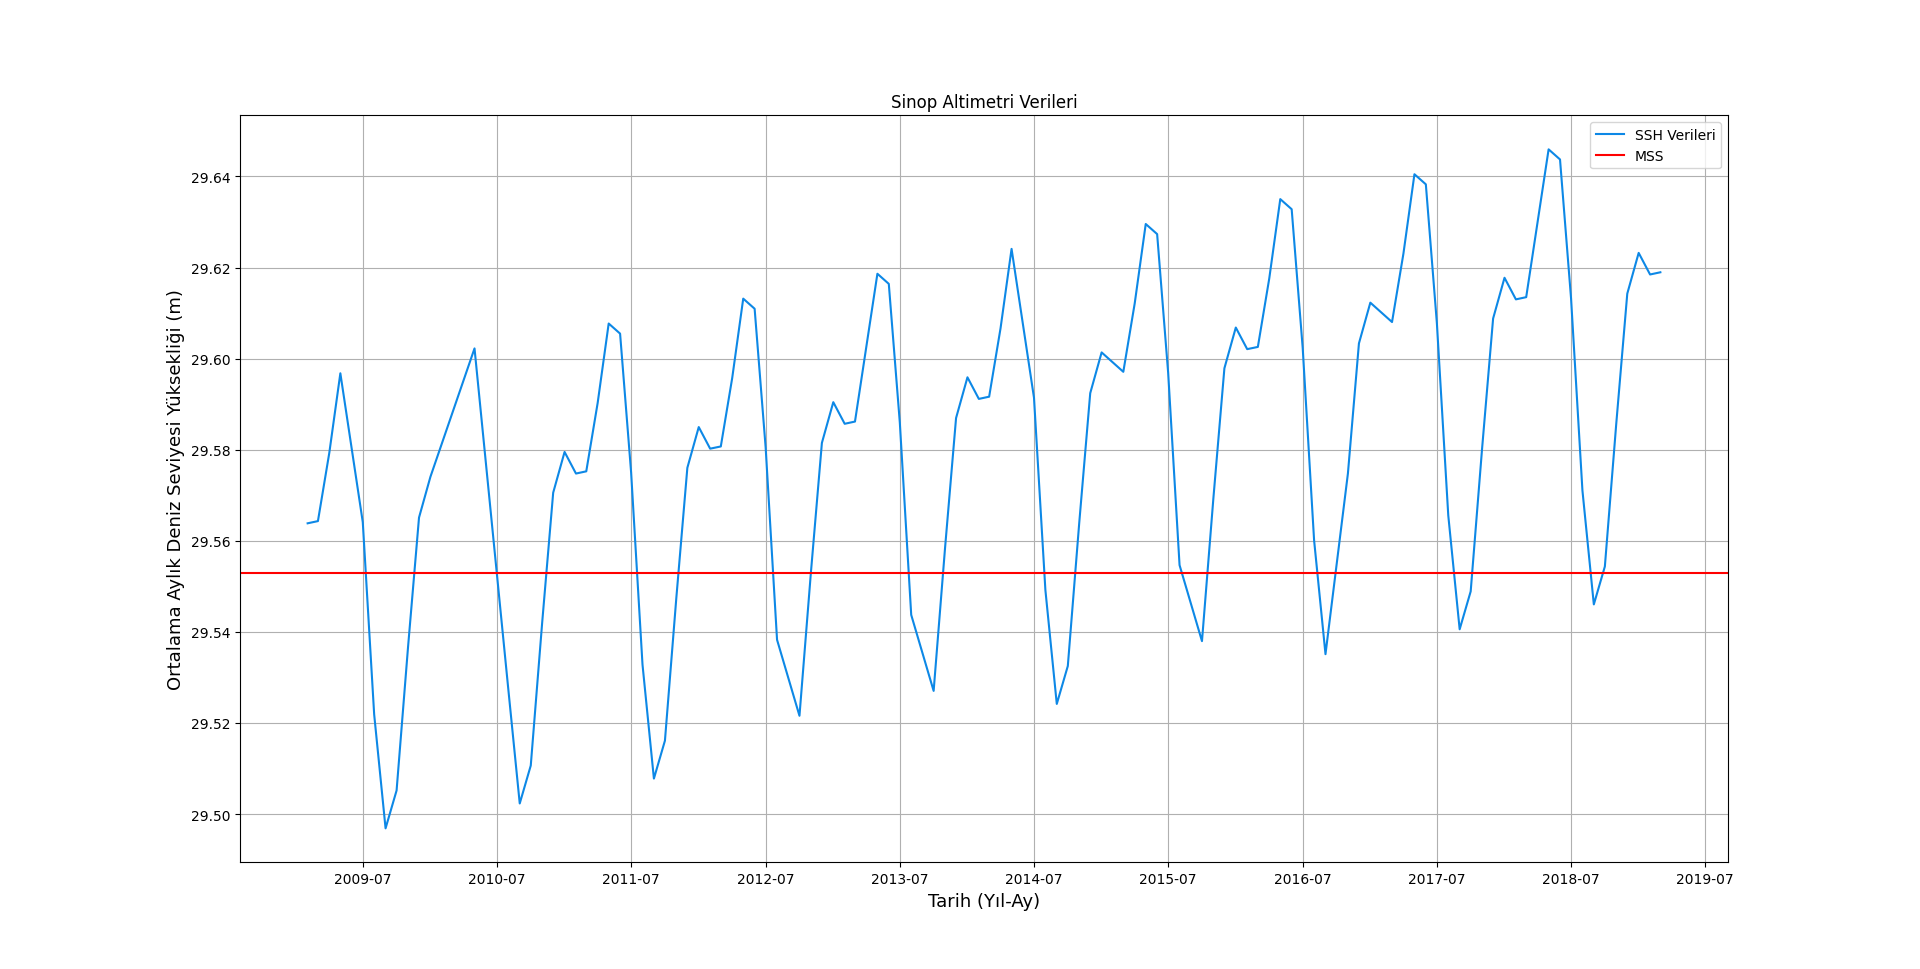 Sinop Altimetri Verileri
SSH Verileri
MSS
Ortalama Aylık Deniz Seviyesi Yüksekliği (m)
29.64
29.62
29.60
29.58
29.56
29.54
29.52
29.50
2009-07 2010-07 2011-07 2012-07 2013-07 2014-07 2015-07 2016-07 2017-07 2018-07 2019-07
Tarih (Yıl-Ay)